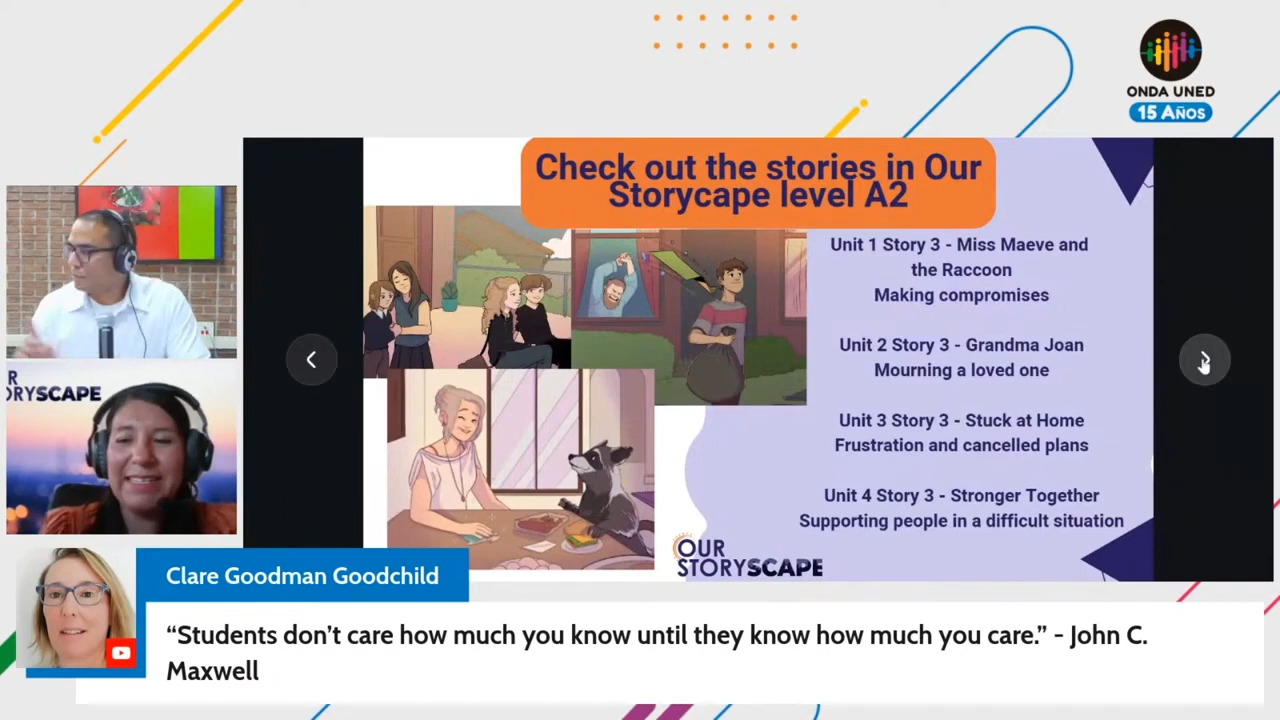 ONDA UNED
15 AÑOS
Check out the stories in Our
Storycape level A2
Unit 1 Story 3 - Miss Maeve and
the Raccoon
Making compromises
Unit 2 Story 3 - Grandma Joan
Mourning a loved one
Unit 3 Story 3 - Stuck at Home
Frustration and cancelled plans
Unit 4 Story 3 - Stronger Together
Supporting people in a difficult situation
OUR
STORYSCAPE
R
ORYSCAPE
Clare Goodman Goodchild
“Students don’t care how much you know until they know how much you care.” - John C.
Maxwell